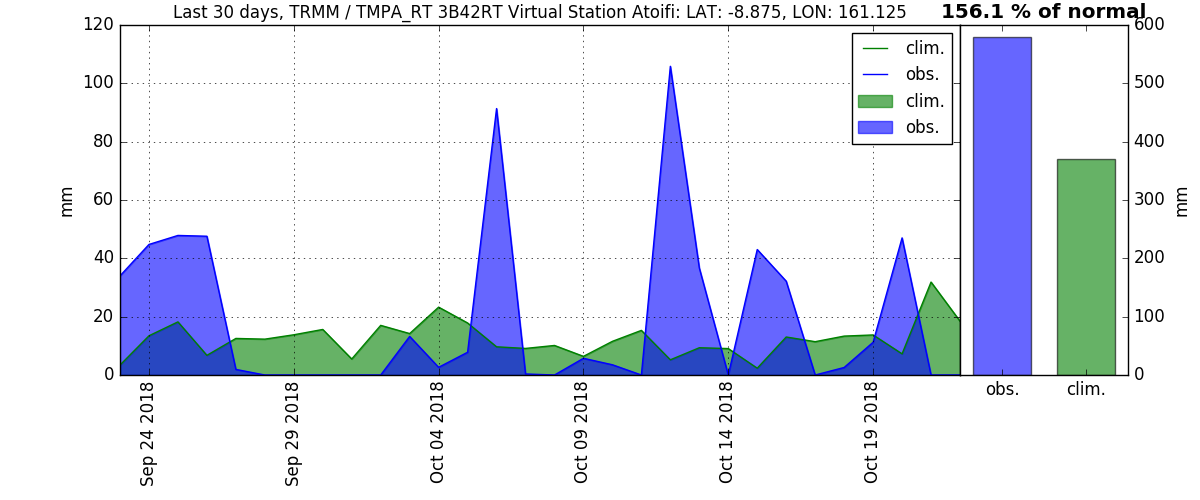 Last 30 days, TRMM / TMPA_RT 3B42RT Virtual Station Atoifi: LAT: -8.875, LON: 161.125
156.1 % of normal
120
100
80
60
40
20
0
mm
clim.
obs.
clim.
obs.
Sep 24 2018
Sep 29 2018
Oct 04 2018
Oct 09 2018
Oct 14 2018
Oct 19 2018
600
500
400
300
200
100
0
mm
obs.
clim.